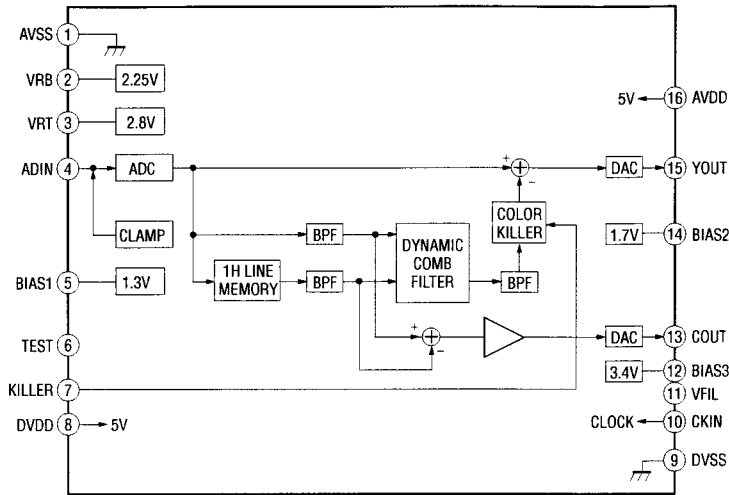 AVSS 1
VRB 2 2.25V
VRT 3 2.8V
5V 16 AVDD
ADIN 4 ADC + − DAC 15 YOUT
CLAMP
BPF
DYNAMIC
COMB
FILTER
COLOR
KILLER
1.7V 14 BIAS2
BIAS1 5 1.3V
1H LINE
MEMORY
BPF
BPF
TEST 6
+ −
DAC 13 COUT
3.4V 12 BIAS3
11 VFIL
KILLER 7
DVDD 8 5V
CLOCK 10 CKIN
9 DVSS